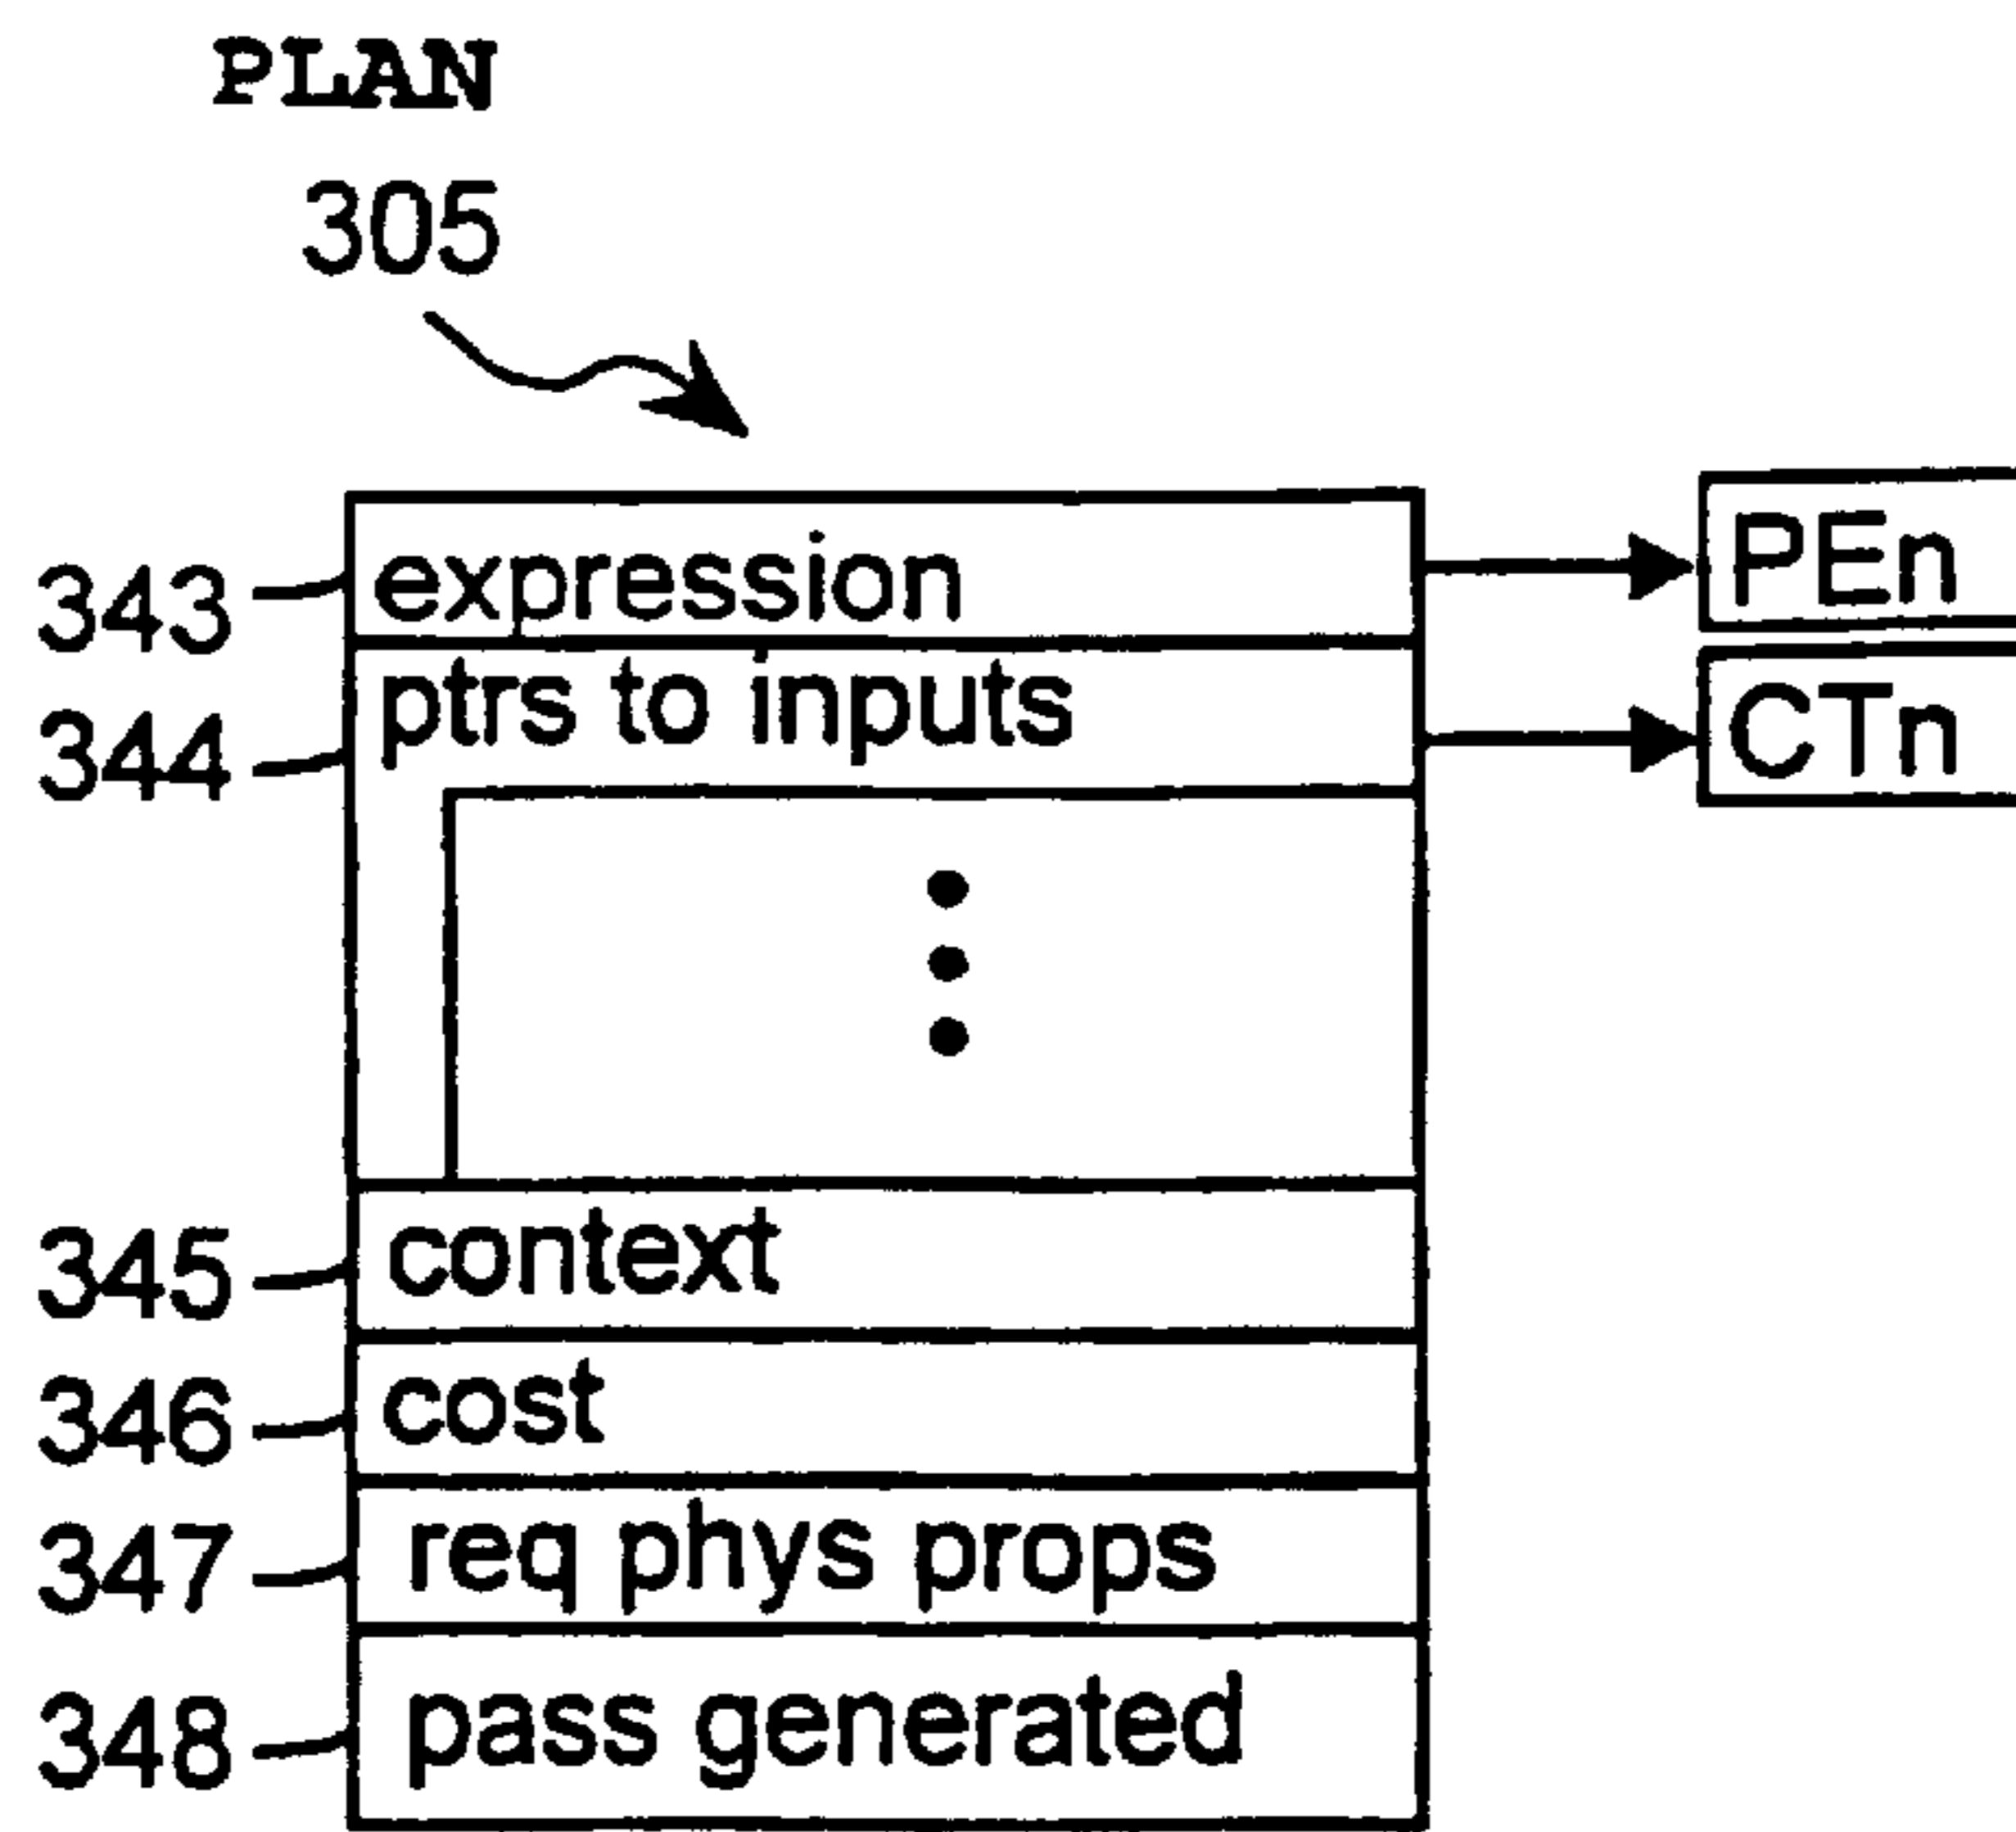 PLAN
305
343 expression PEn
344 ptrs to inputs CTn
345 context
346 cost
347 req phys props
348 pass generated